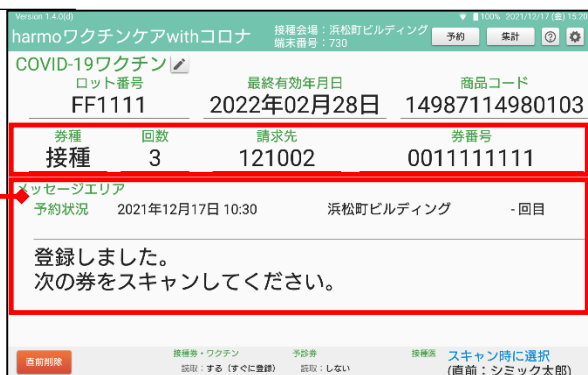 Version 1.4.0(d)
100% 2021/12/17(金) 15:20
harmoワクチンケアwithコロナ
接種会場：浜松町ビルディング
端末番号：730
予約
集計
COVID-19ワクチン
ロット番号 最終有効年月日 商品コード
FF1111 2022年02月28日 14987114980103
券種 回数 請求先 券番号
接種 3 121002 0011111111
メッセージエリア
予約状況 2021年12月17日 10:30 浜松町ビルディング - 回目
登録しました。
次の券をスキャンしてください。
直前削除
接種券・ワクチン 予診券 接種医
読取：する（すぐに登録） 読取：しない
スキャン時に選択
(直前：シミック太郎)